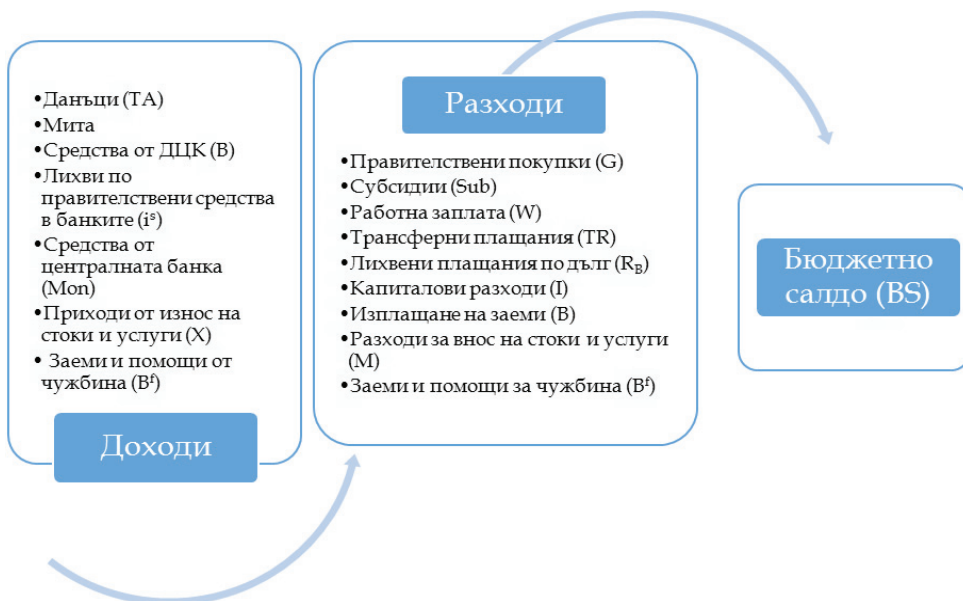 •Данъци (TA)
•Мита
•Средства от ДЦК (B)
•Лихви по
правителствени средства
в банките (iˢ)
•Средства от
централната банка
(Mon)
•Приходи от износ на
стоки и услуги (X)
• Заеми и помощи от
чужбина (Bᶠ)
Доходи
Разходи
•Правителствени покупки (G)
•Субсидии (Sub)
•Работна заплата (W)
•Трансферни плащания (TR)
•Лихвени плащания по дълг (R_B)
•Капиталови разходи (I)
•Изплащане на заеми (B)
•Разходи за внос на стоки и услуги
(M)
•Заеми и помощи за чужбина (Bᶠ)
Бюджетно
салдо (BS)